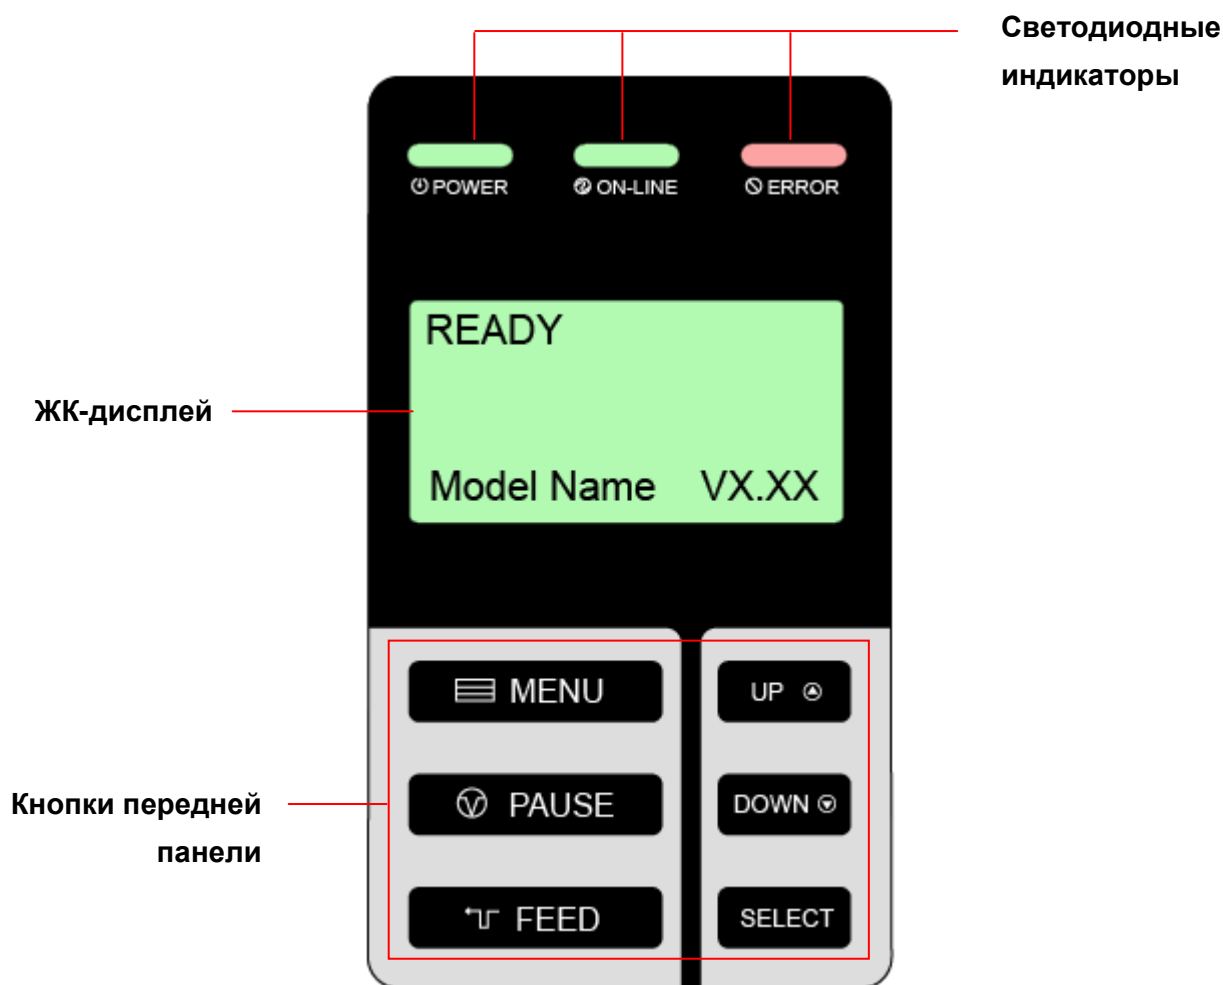 Светодиодные
индикаторы
POWER ON-LINE ERROR
READY
ЖК-дисплей
Model Name VX.XX
MENU UP
Кнопки передней
панели
PAUSE DOWN
FEED SELECT